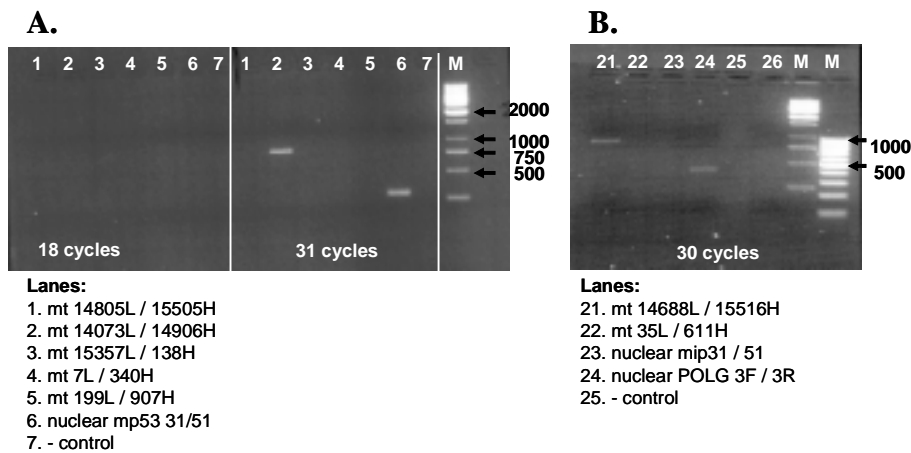 A.
B.
1 2 3 4 5 6 7 1 2 3 4 5 6 7 M
2000
1000
750
500
18 cycles
31 cycles
Lanes:
1. mt 14805L / 15505H
2. mt 14073L / 14906H
3. mt 15357L / 138H
4. mt 7L / 340H
5. mt 199L / 907H
6. nuclear mp53 31/51
7. - control
21 22 23 24 25 26 M M
1000
500
30 cycles
Lanes:
21. mt 14688L / 15516H
22. mt 35L / 611H
23. nuclear mip31 / 51
24. nuclear POLG 3F / 3R
25. - control